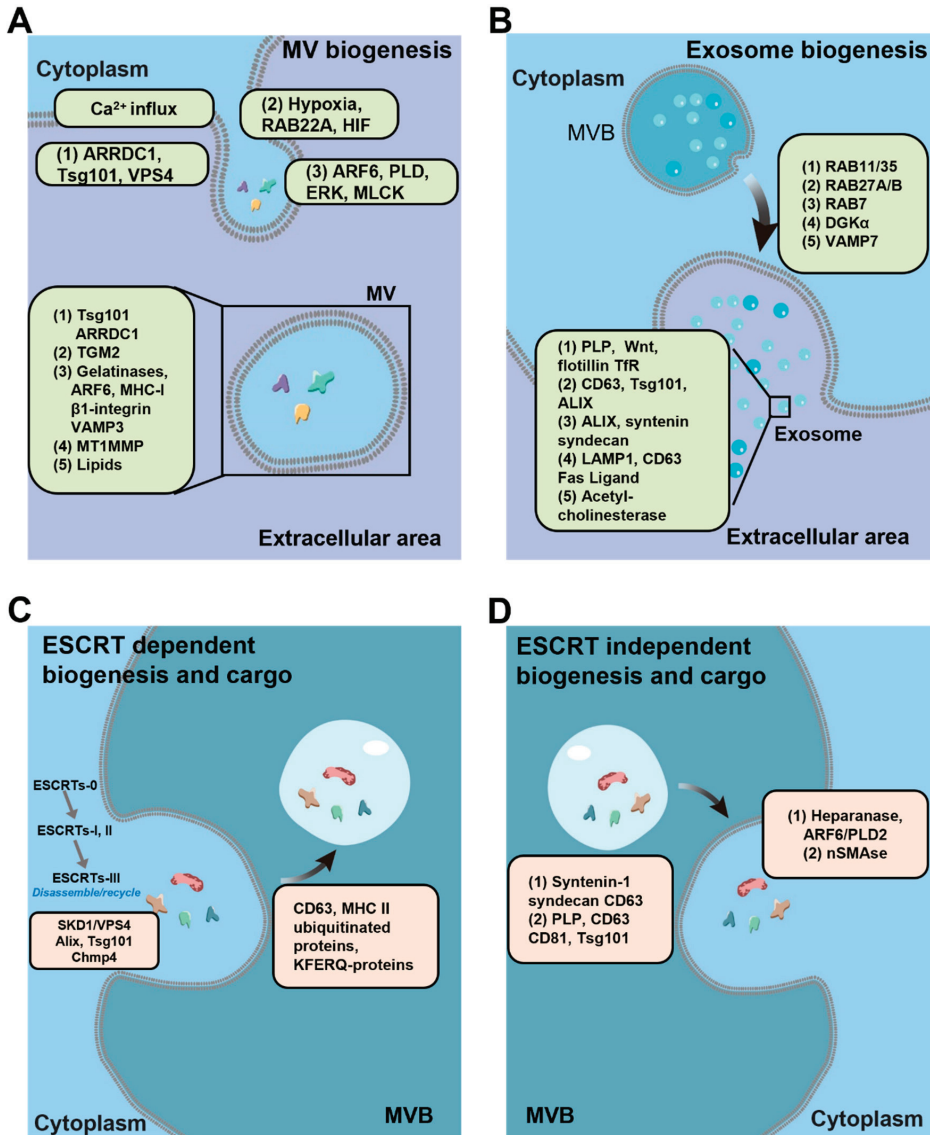 A
MV biogenesis
Cytoplasm
Ca²⁺ influx
(2) Hypoxia,
RAB22A, HIF
(1) ARRDC1,
Tsg101, VPS4
(3) ARF6, PLD,
ERK, MLCK
MV
(1) Tsg101
ARRDC1
(2) TGM2
(3) Gelatinases,
ARF6, MHC-I
β1-integrin
VAMP3
(4) MT1MMP
(5) Lipids
Extracellular area
B
Exosome biogenesis
Cytoplasm
MVB
(1) RAB11/35
(2) RAB27A/B
(3) RAB7
(4) DGKα
(5) VAMP7
(1) PLP, Wnt,
flotillin TfR
(2) CD63, Tsg101,
ALIX
(3) ALIX, syntenin
syndecan
(4) LAMP1, CD63
Fas Ligand
(5) Acetyl-
cholinesterase
Exosome
Extracellular area
C
ESCRT dependent
biogenesis and cargo
ESCRTs-0
ESCRTs-I, II
ESCRTs-III
Disassemble/recycle
SKD1/VPS4
Alix, Tsg101
Chmp4
CD63, MHC II
ubiquitinated
proteins,
KFERQ-proteins
Cytoplasm
MVB
D
ESCRT independent
biogenesis and cargo
(1) Heparanase,
ARF6/PLD2
(2) nSMAse
(1) Syntenin-1
syndecan CD63
(2) PLP, CD63
CD81, Tsg101
MVB
Cytoplasm